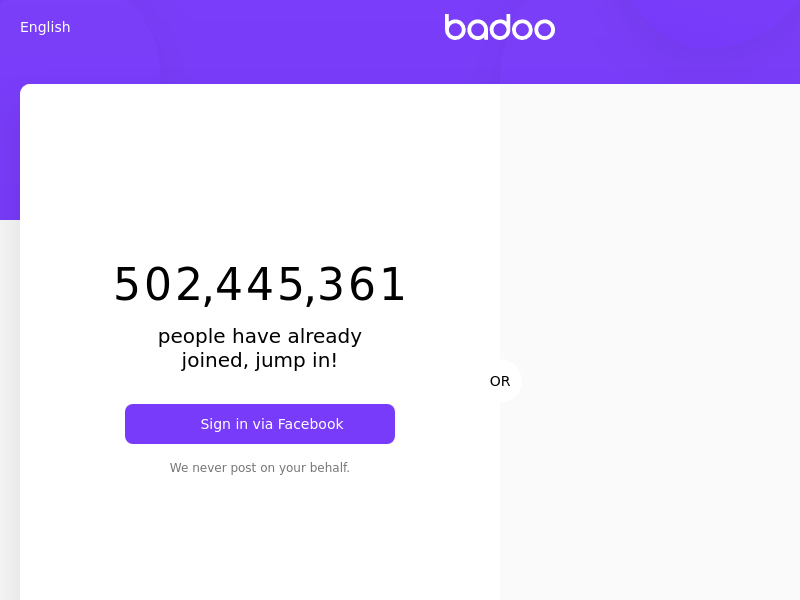 English
badoo
502,445,361
people have already
joined, jump in!
OR
Sign in via Facebook
We never post on your behalf.